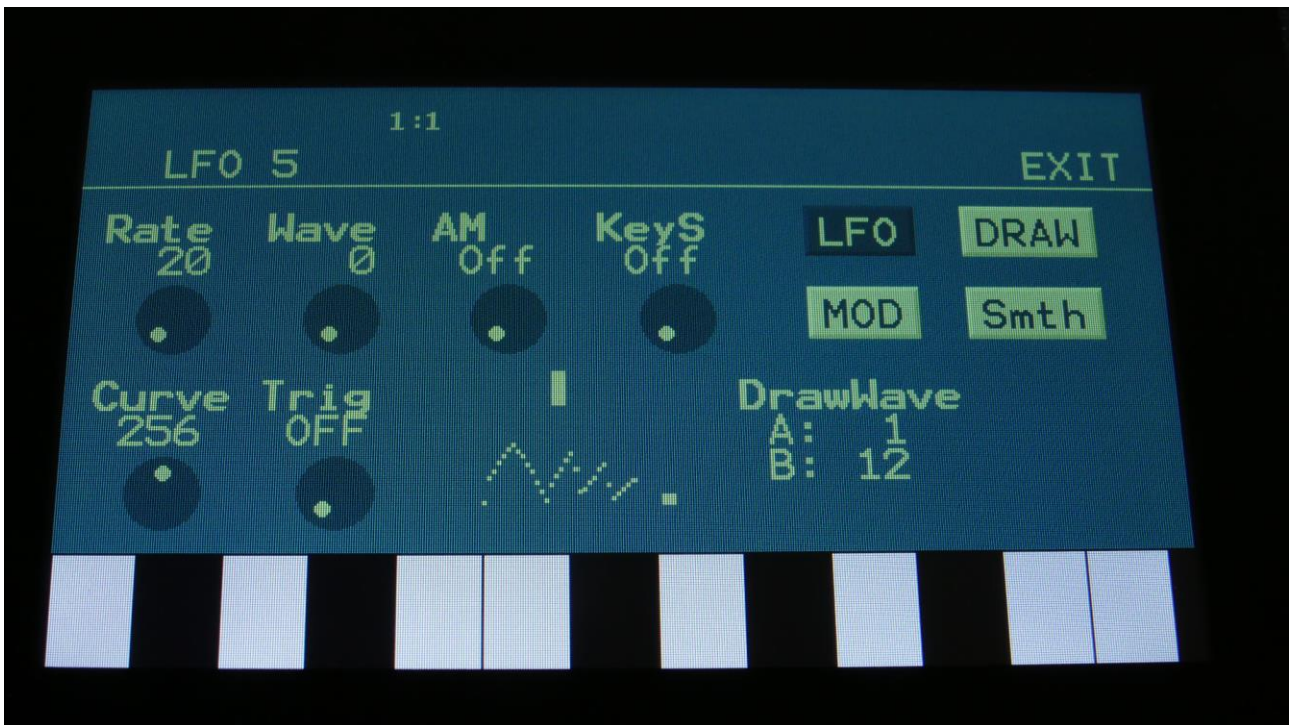 1:1
LFO 5 EXIT
Rate Wave AM KeyS LFO DRAW
20 0 Off Off
MOD Smth
Curve Trig DrawWave
256 OFF A: 1
B: 12